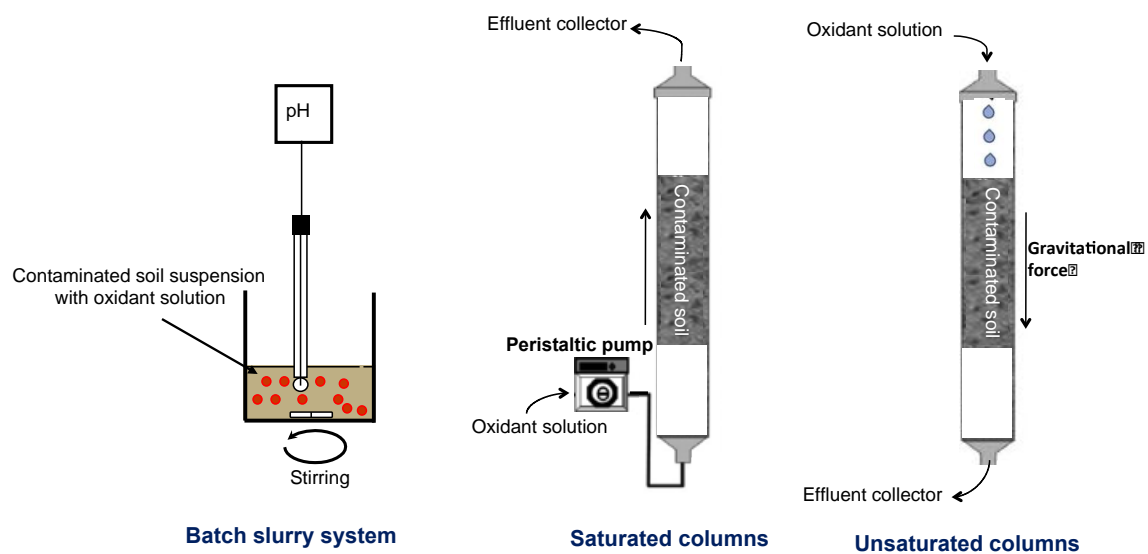 pH
Contaminated soil suspension
with oxidant solution
Stirring
Batch slurry system
Effluent collector
Contaminated soil
Peristaltic pump
Oxidant solution
Saturated columns
Oxidant solution
Contaminated soil
Gravitational
force
Effluent collector
Unsaturated columns